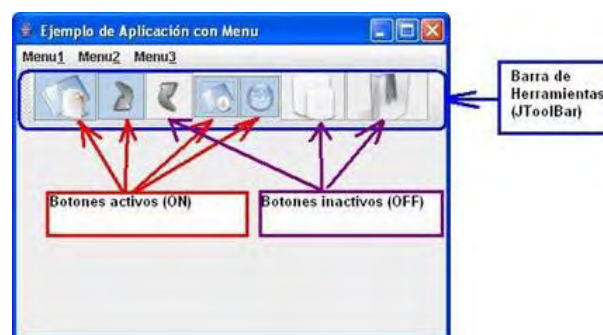 Ejemplo de Aplicación con Menu
Menu1 Menu2 Menu3
Barra de
Herramientas
(JToolBar)
Botones activos (ON)
Botones inactivos (OFF)